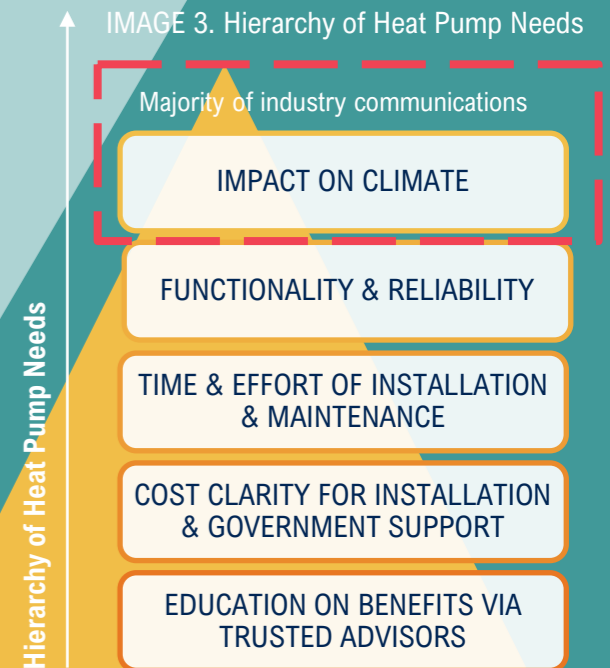 IMAGE 3. Hierarchy of Heat Pump Needs
Majority of industry communications
IMPACT ON CLIMATE
FUNCTIONALITY & RELIABILITY
TIME & EFFORT OF INSTALLATION
& MAINTENANCE
COST CLARITY FOR INSTALLATION
& GOVERNMENT SUPPORT
EDUCATION ON BENEFITS VIA
TRUSTED ADVISORS
Hierarchy of Heat Pump Needs